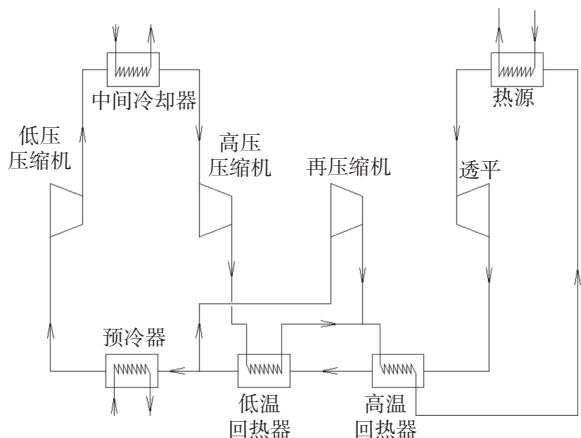 中间冷却器
热源
低压
压缩机
高压
压缩机
再压缩机
透平
预冷器
低温
回热器
高温
回热器